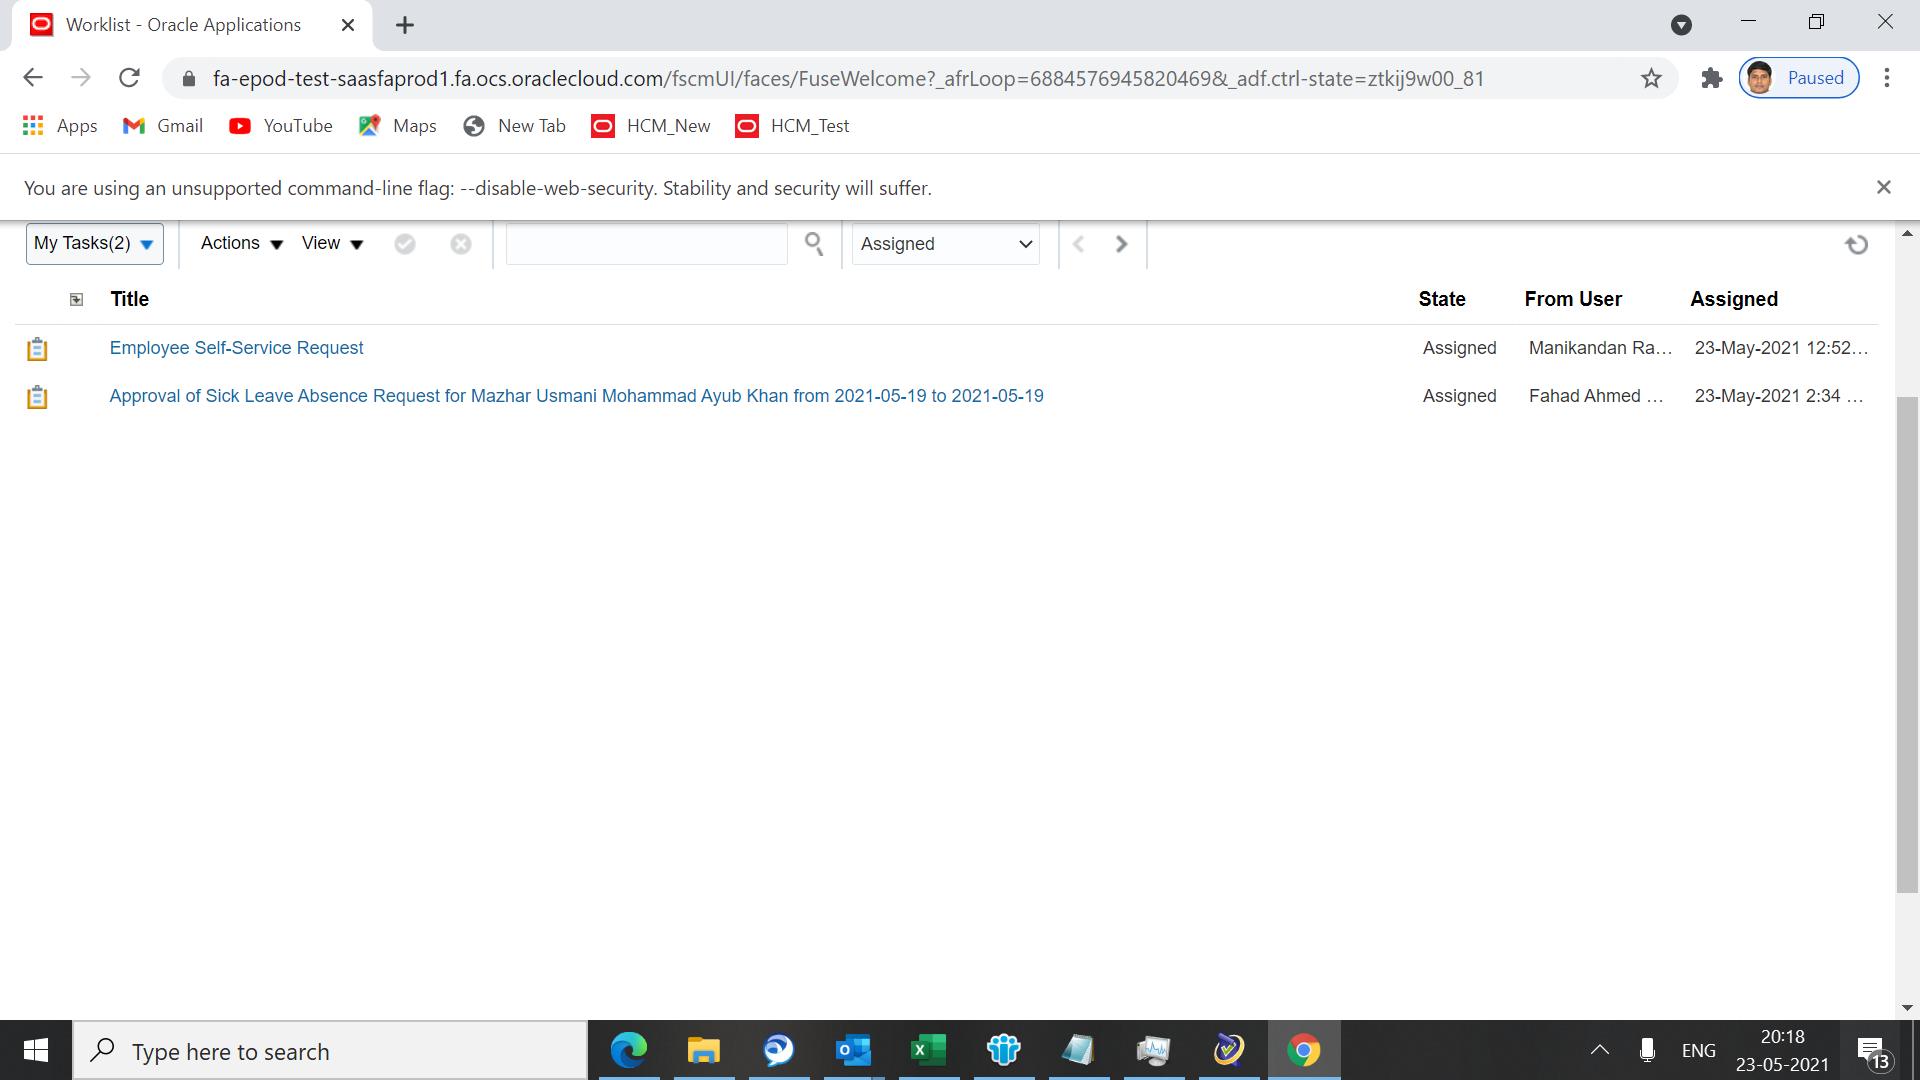 Worklist - Oracle Applications
fa-epod-test-saasfaprod1.fa.ocs.oraclecloud.com/fscmUI/faces/FuseWelcome?_afrLoop=68845769458204​69&_adf.ctrl-state=ztkij9w00_81
Paused
Apps Gmail YouTube Maps New Tab HCM_New HCM_Test
You are using an unsupported command-line flag: --disable-web-security. Stability and security will suffer.
My Tasks(2) Actions View Assigned
Title State From User Assigned
Employee Self-Service Request Assigned Manikandan Ra... 23-May-2021 12:52...
Approval of Sick Leave Absence Request for Mazhar Usmani Mohammad Ayub Khan from 2021-05-19 to 2021-05-19 Assigned Fahad Ahmed ... 23-May-2021 2:34 ...
Type here to search
ENG
20:18
23-05-2021
13